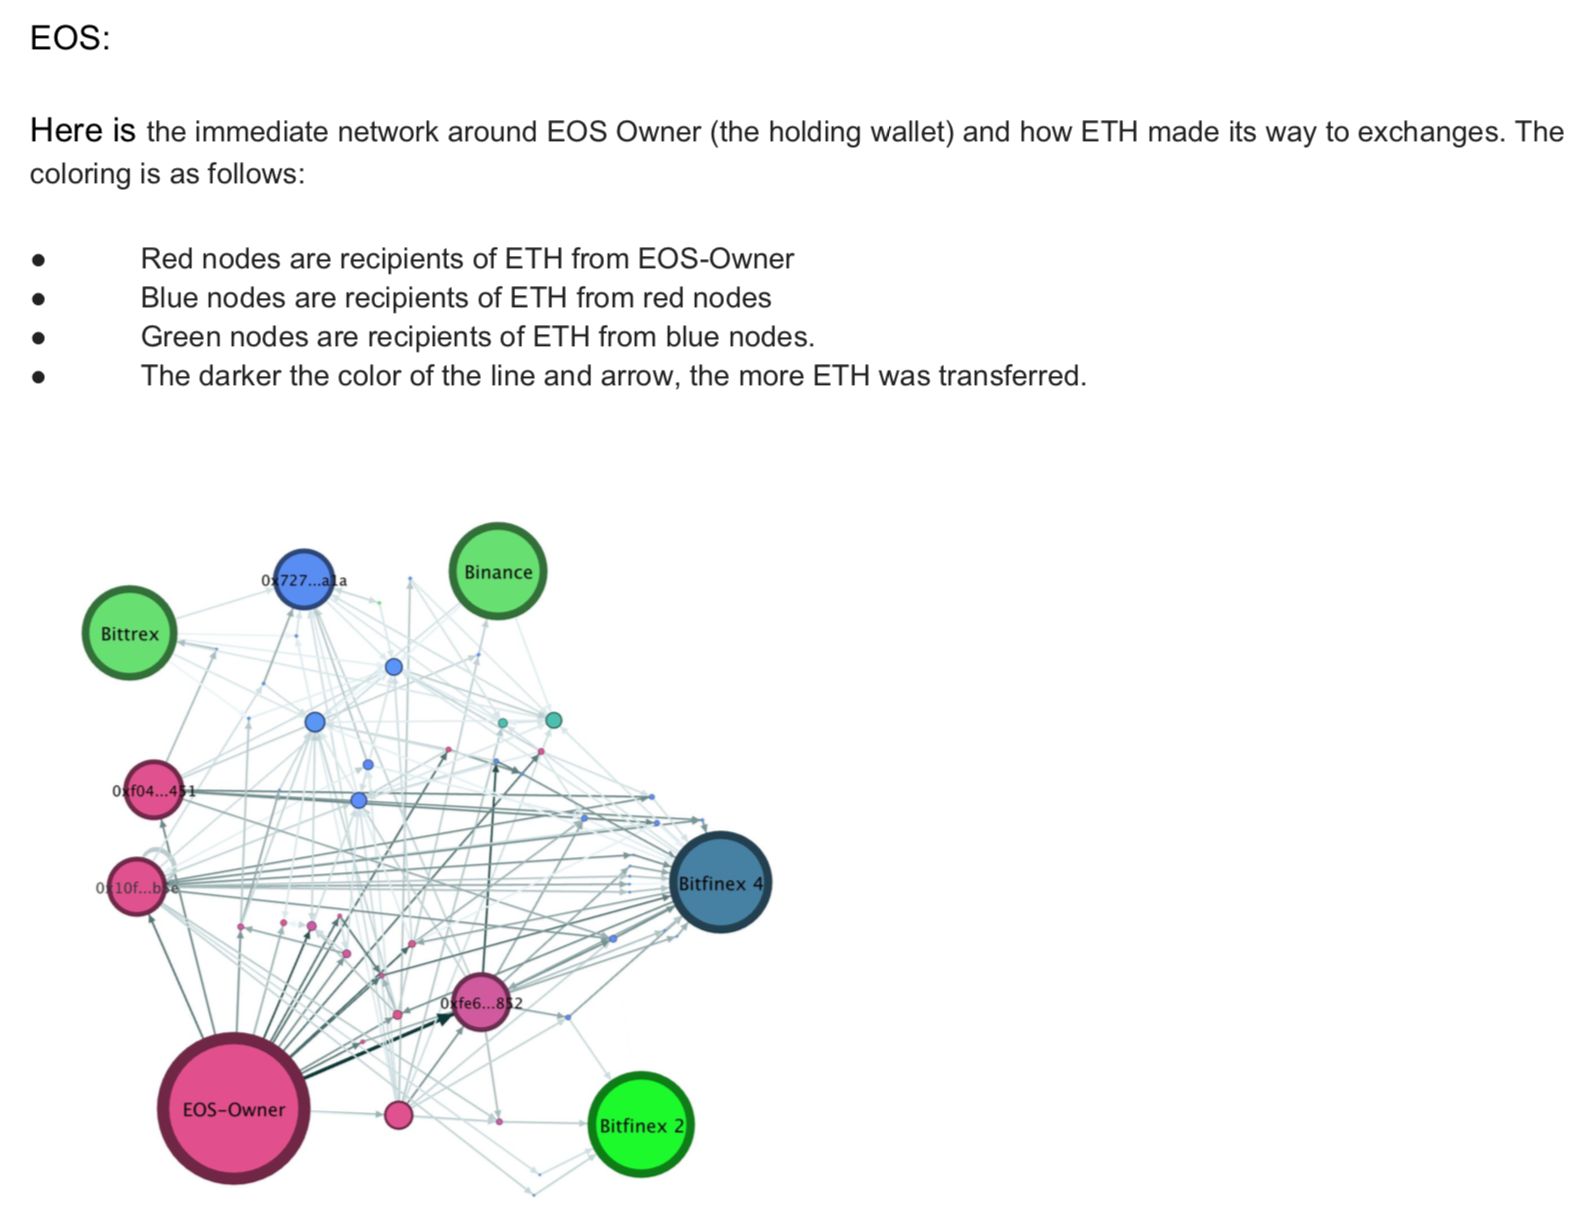 EOS:
Here is the immediate network around EOS Owner (the holding wallet) and how ETH made its way to exchanges. The
coloring is as follows:
● Red nodes are recipients of ETH from EOS-Owner
● Blue nodes are recipients of ETH from red nodes
● Green nodes are recipients of ETH from blue nodes.
● The darker the color of the line and arrow, the more ETH was transferred.
Binance
0x727...a1a
Bittrex
0xf04...451
Bitfinex 4
0x10f...b5e
0xfe6...852
EOS-Owner
Bitfinex 2